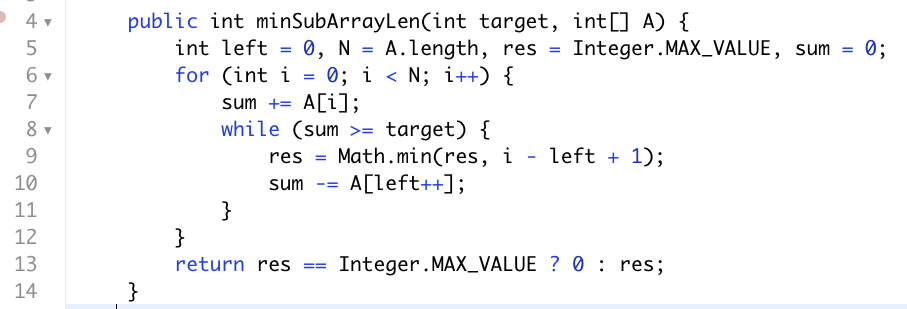 4 public int minSubArrayLen(int target, int[] A) {
5 int left = 0, N = A.length, res = Integer.MAX_VALUE, sum = 0;
6 for (int i = 0; i < N; i++) {
7 sum += A[i];
8 while (sum >= target) {
9 res = Math.min(res, i - left + 1);
10 sum -= A[left++];
11 }
12 }
13 return res == Integer.MAX_VALUE ? 0 : res;
14 }